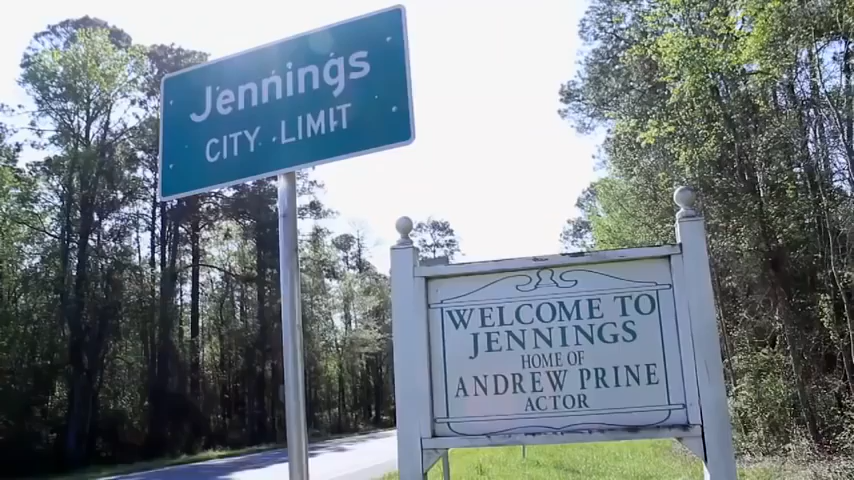 Jennings
CITY LIMIT
WELCOME TO
JENNINGS
HOME OF
ANDREW PRINE
ACTOR